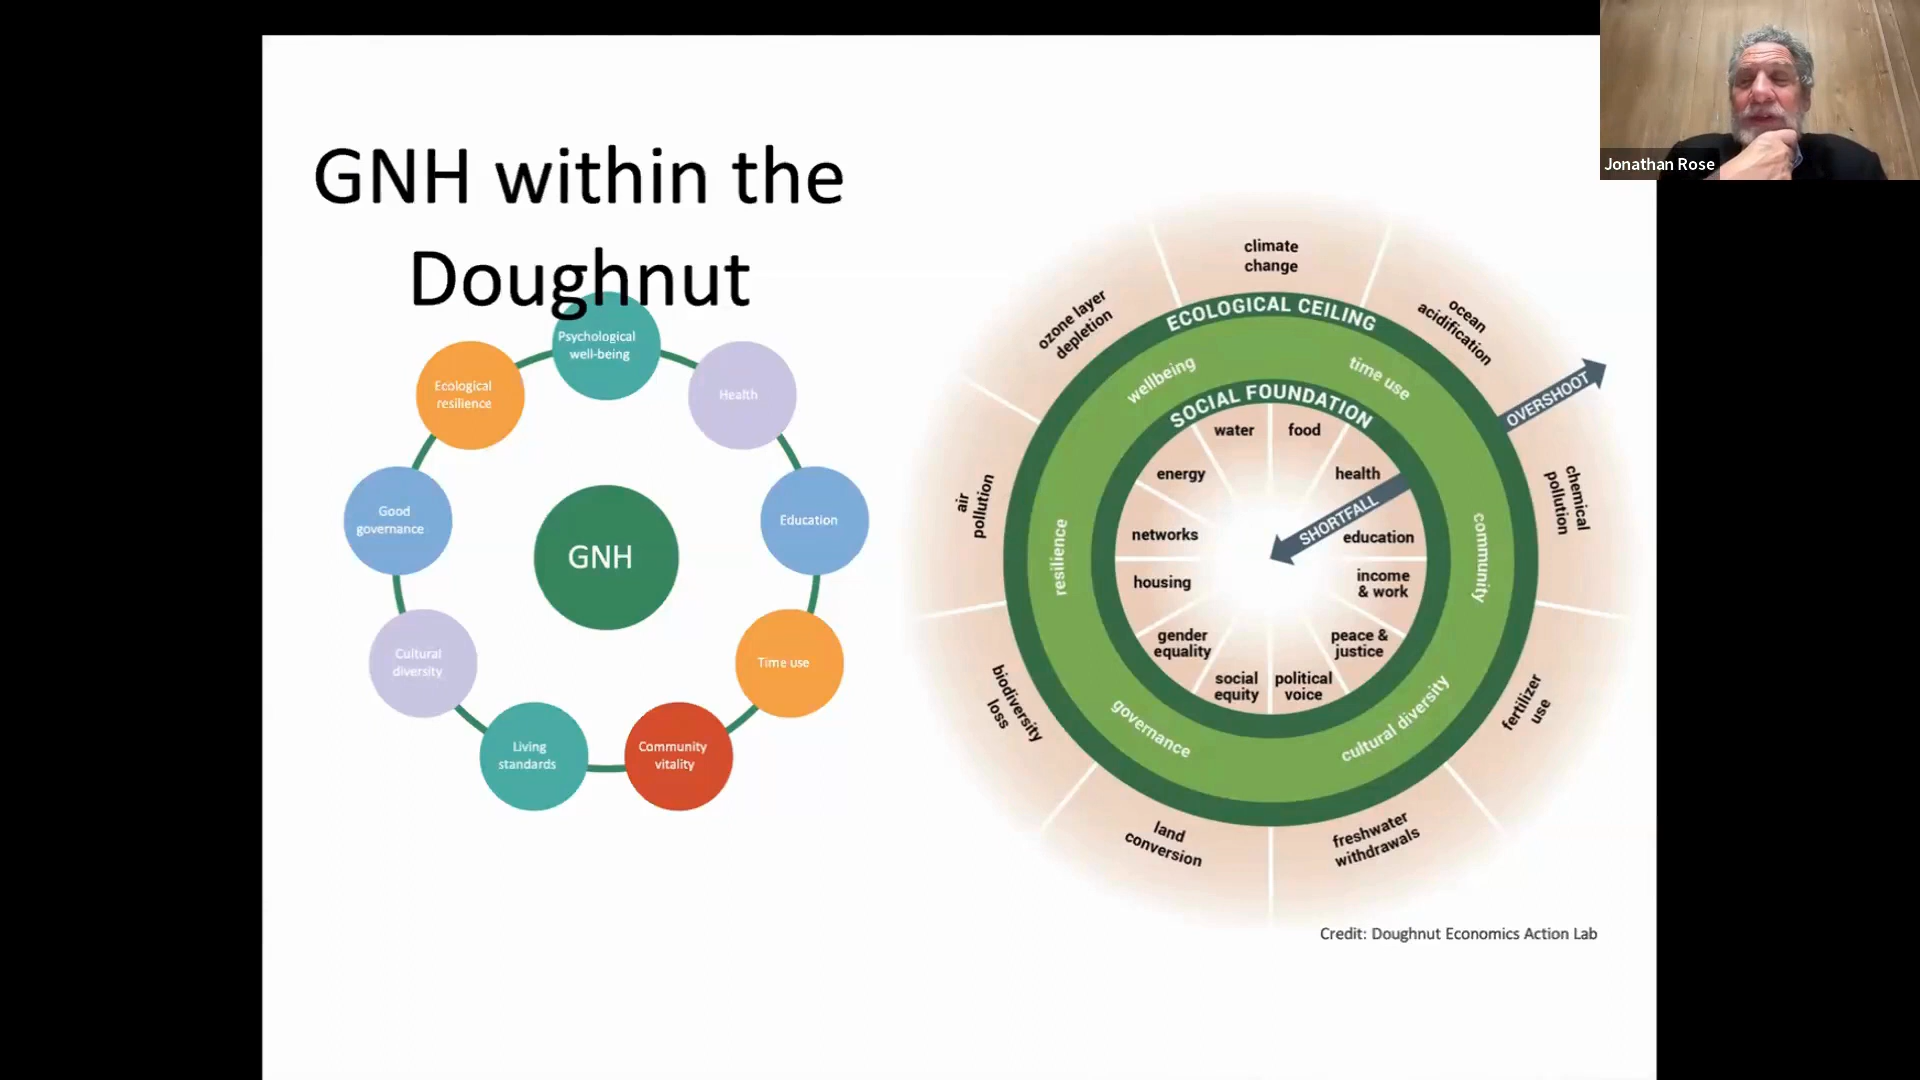 GNH within the
Doughnut
Jonathan Rose
Psychological
well-being
Health
Education
Time use
Community
vitality
Living
standards
Cultural
diversity
Good
governance
Ecological
resilience
GNH
climate
change
ocean
acidification
chemical
pollution
fertilizer
use
freshwater
withdrawals
land
conversion
biodiversity
loss
air
pollution
ozone layer
depletion
ECOLOGICAL CEILING
OVERSHOOT
wellbeing
time use
community
cultural diversity
governance
resilience
SOCIAL FOUNDATION
SHORTFALL
water
food
health
education
income
& work
peace &
justice
political
voice
social
equity
gender
equality
housing
networks
energy
Credit: Doughnut Economics Action Lab